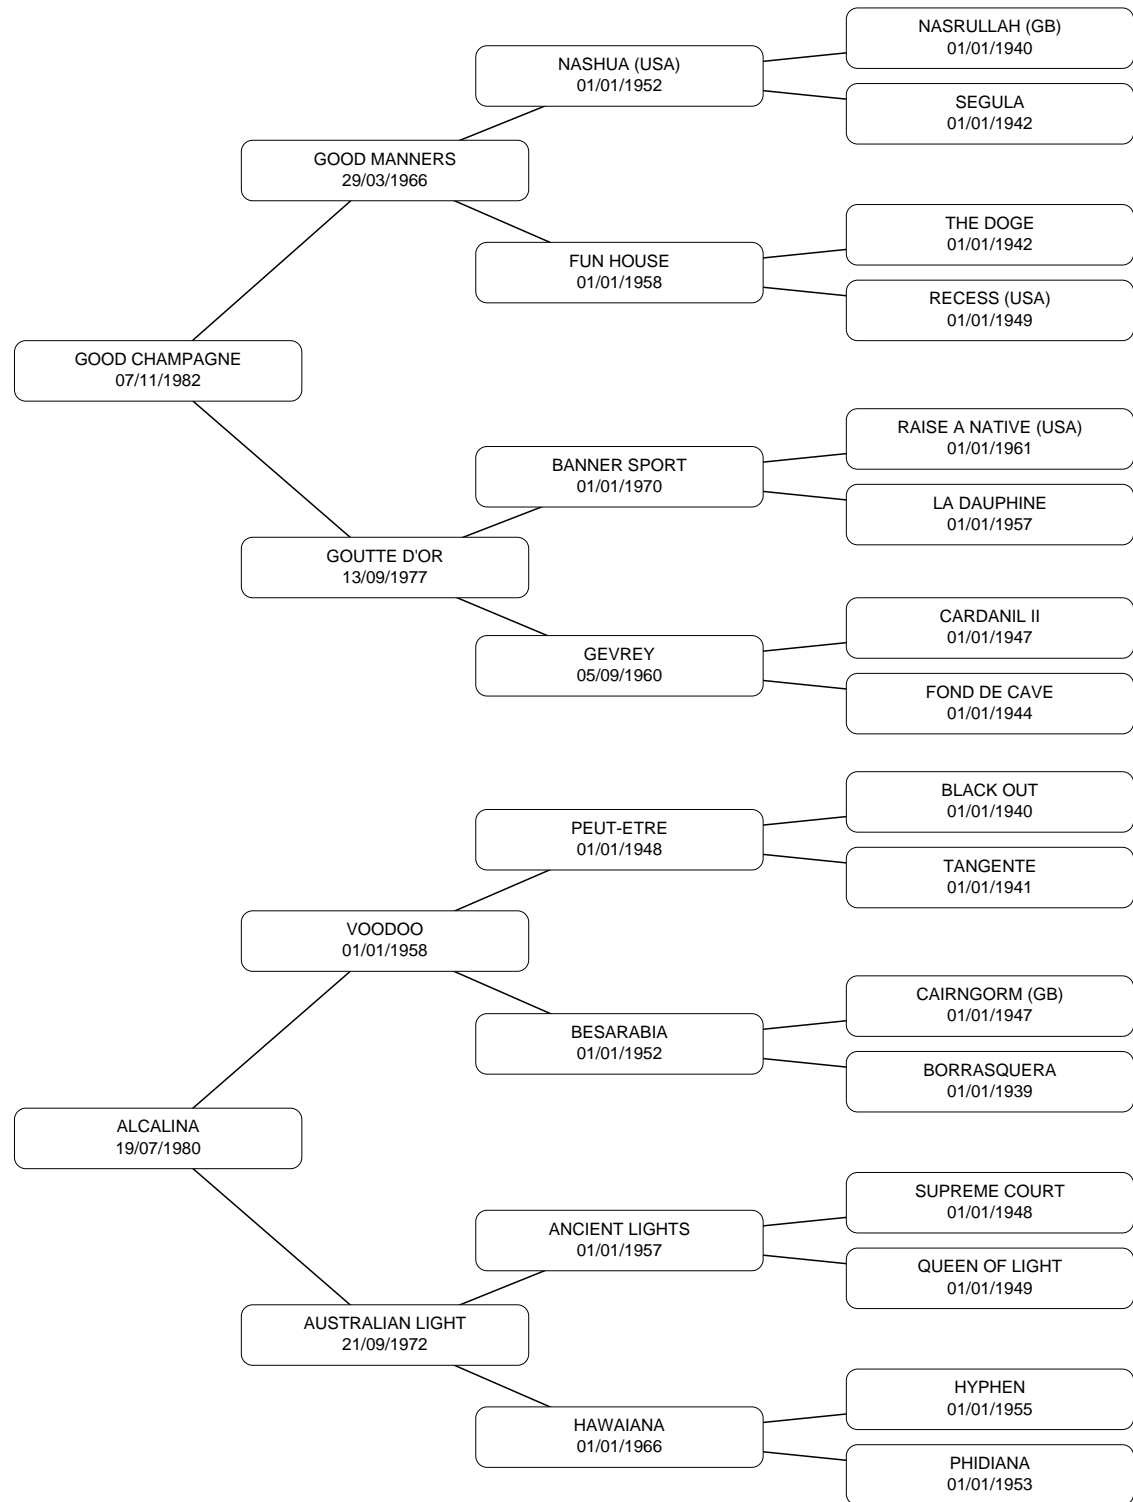 NASRULLAH (GB)
01/01/1940
NASHUA (USA)
01/01/1952
SEGULA
01/01/1942
GOOD MANNERS
29/03/1966
THE DOGE
01/01/1942
FUN HOUSE
01/01/1958
RECESS (USA)
01/01/1949
GOOD CHAMPAGNE
07/11/1982
RAISE A NATIVE (USA)
01/01/1961
BANNER SPORT
01/01/1970
LA DAUPHINE
01/01/1957
GOUTTE D'OR
13/09/1977
CARDANIL II
01/01/1947
GEVREY
05/09/1960
FOND DE CAVE
01/01/1944
BLACK OUT
01/01/1940
PEUT-ETRE
01/01/1948
TANGENTE
01/01/1941
VOODOO
01/01/1958
CAIRNGORM (GB)
01/01/1947
BESARABIA
01/01/1952
BORRASQUERA
01/01/1939
ALCALINA
19/07/1980
SUPREME COURT
01/01/1948
ANCIENT LIGHTS
01/01/1957
QUEEN OF LIGHT
01/01/1949
AUSTRALIAN LIGHT
21/09/1972
HYPHEN
01/01/1955
HAWAIANA
01/01/1966
PHIDIANA
01/01/1953